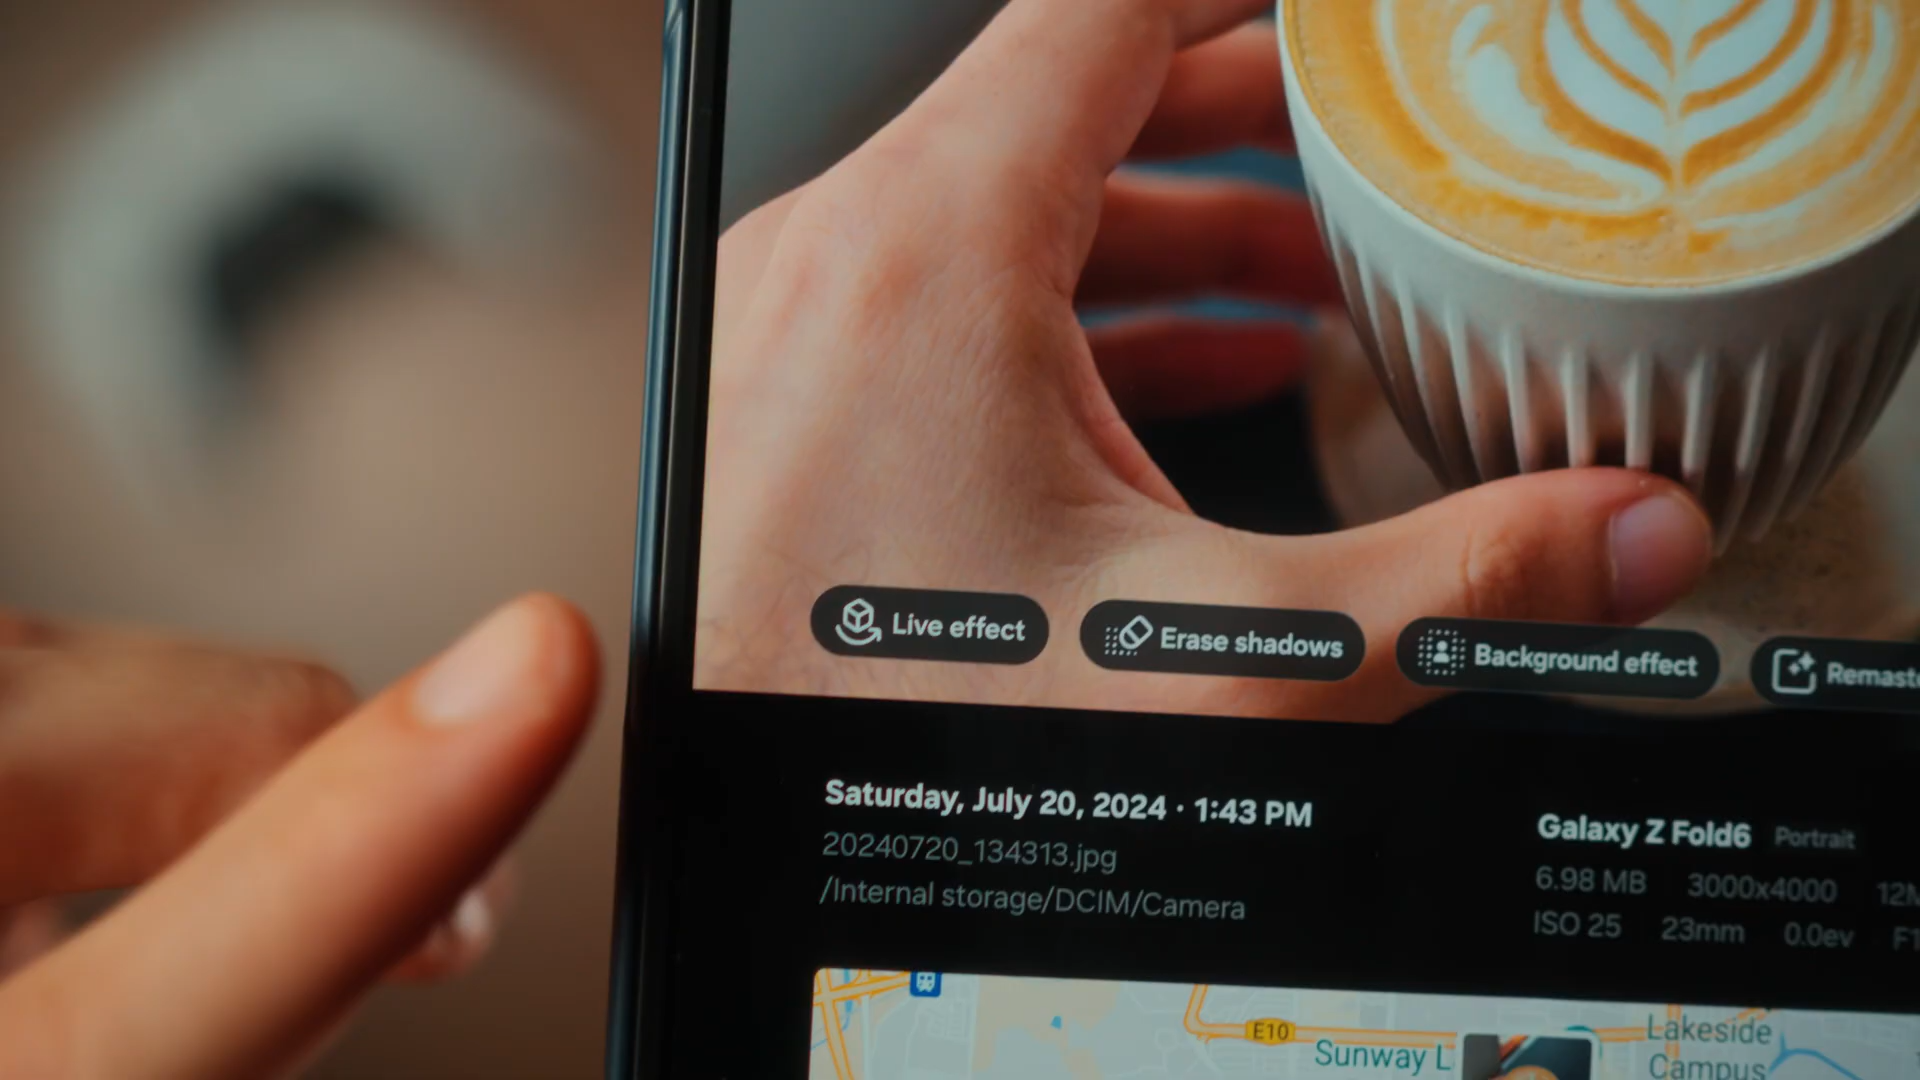 Live effect
Erase shadows
Background effect
Saturday, July 20, 2024 · 1:43 PM
20240720_134313.jpg
/Internal storage/DCIM/Camera
Galaxy Z Fold6 Portrait
6.98 MB 3000x4000
ISO 25 23mm 0.0ev
E10
Sunway L
Lakeside
Campus